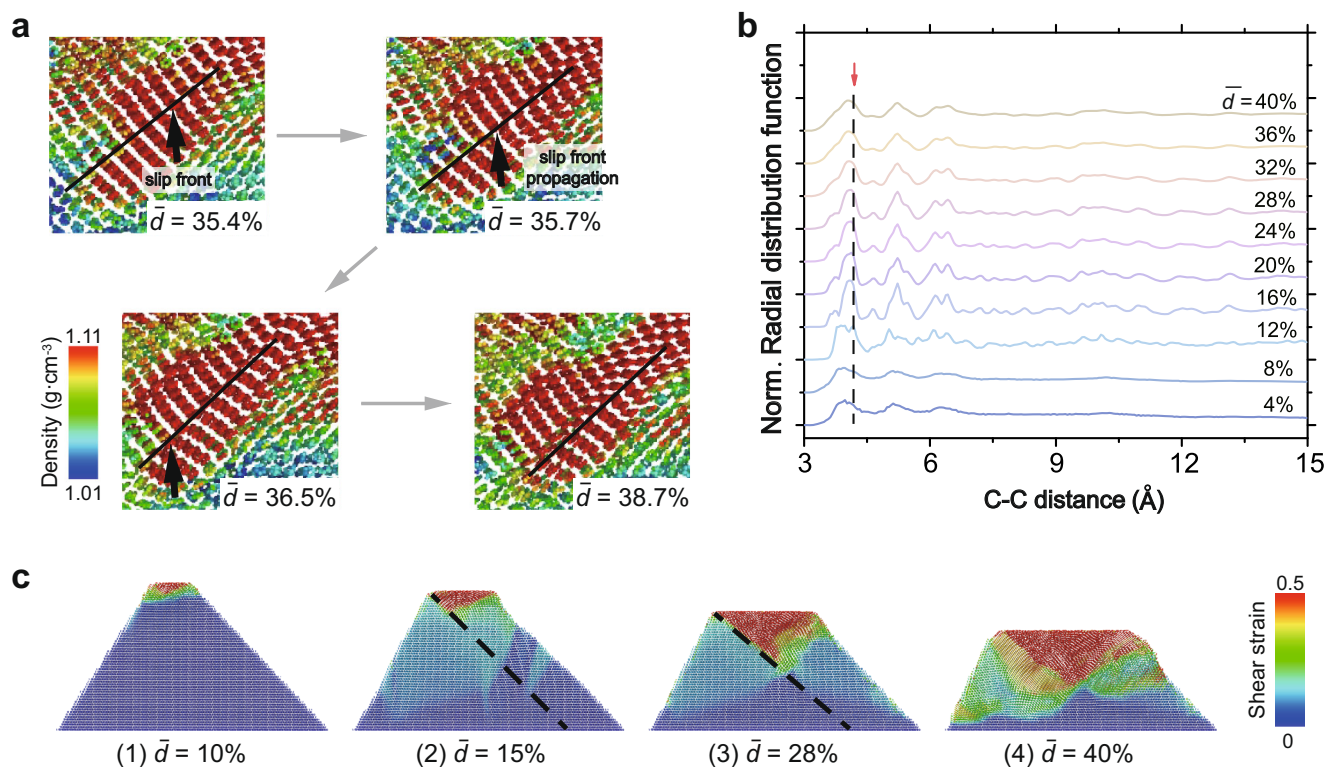 a
slip front
d̅ = 35.4%
slip front
propagation
d̅ = 35.7%
Density (g·cm⁻³)
1.11
1.01
d̅ = 36.5%
d̅ = 38.7%
b
Norm. Radial distribution function
d̅ = 40%
36%
32%
28%
24%
20%
16%
12%
8%
4%
3 6 9 12 15
C-C distance (Å)
c
(1) d̅ = 10%
(2) d̅ = 15%
(3) d̅ = 28%
(4) d̅ = 40%
Shear strain
0.5
0